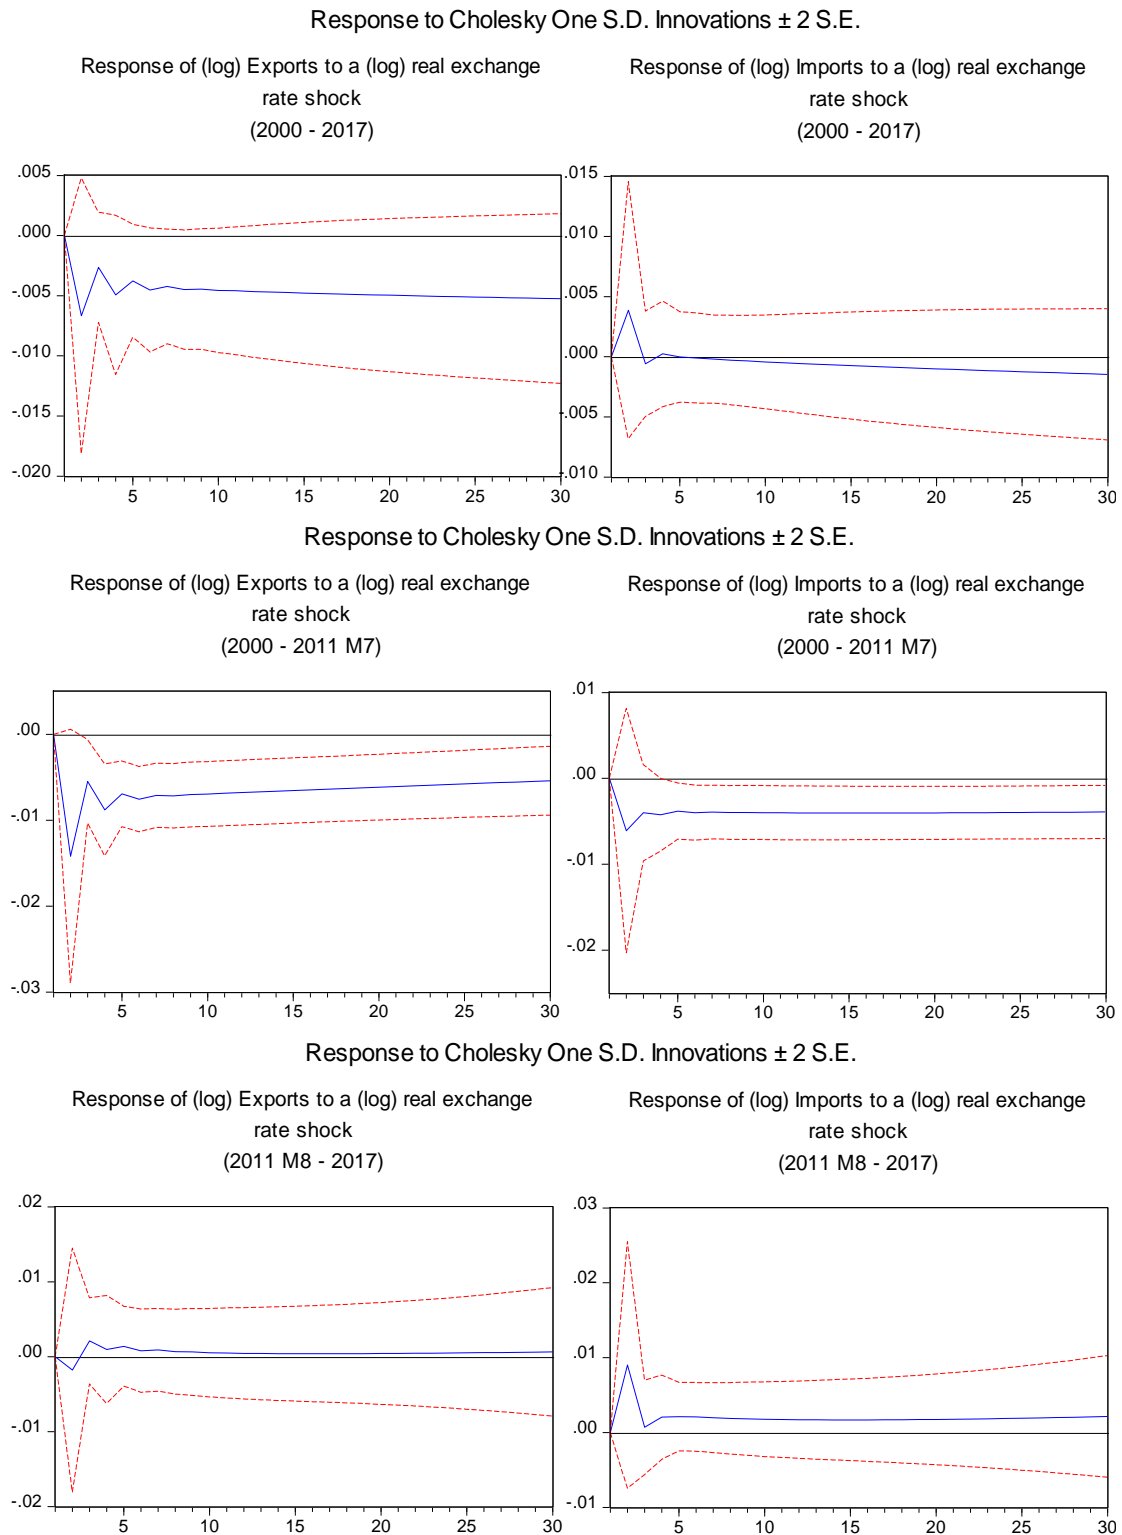 Response to Cholesky One S.D. Innovations ± 2 S.E.
Response of (log) Exports to a (log) real exchange
rate shock
(2000 - 2017)
.005
.000
-.005
-.010
-.015
-.020
5 10 15 20 25 30
Response of (log) Imports to a (log) real exchange
rate shock
(2000 - 2017)
.015
.010
.005
.000
-.005
-.010
5 10 15 20 25 30
Response to Cholesky One S.D. Innovations ± 2 S.E.
Response of (log) Exports to a (log) real exchange
rate shock
(2000 - 2011 M7)
.00
-.01
-.02
-.03
5 10 15 20 25 30
Response of (log) Imports to a (log) real exchange
rate shock
(2000 - 2011 M7)
.01
.00
-.01
-.02
5 10 15 20 25 30
Response to Cholesky One S.D. Innovations ± 2 S.E.
Response of (log) Exports to a (log) real exchange
rate shock
(2011 M8 - 2017)
.02
.01
.00
-.01
-.02
5 10 15 20 25 30
Response of (log) Imports to a (log) real exchange
rate shock
(2011 M8 - 2017)
.03
.02
.01
.00
-.01
5 10 15 20 25 30